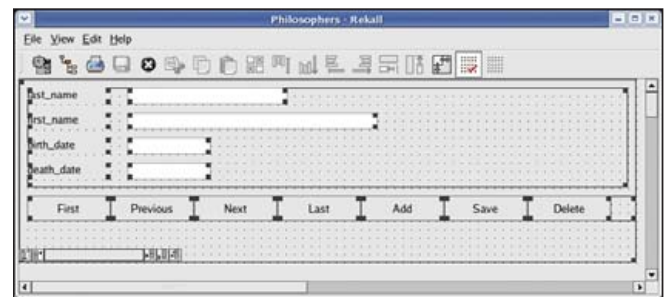 Philosophers - Rekall
File View Edit Help
last_name
first_name
birth_date
death_date
First Previous Next Last Add Save Delete